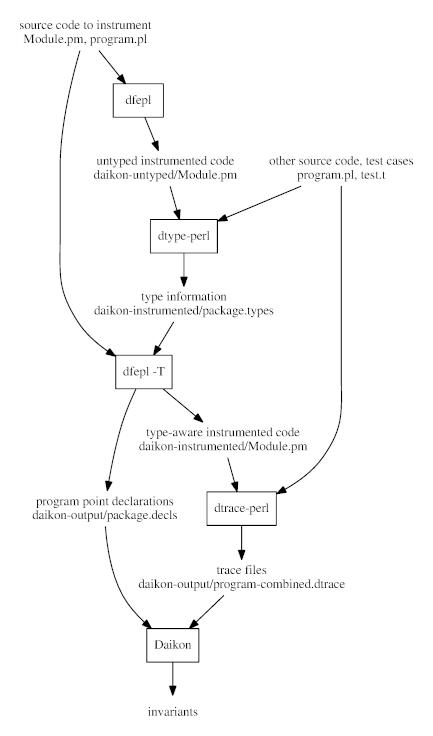 source code to instrument
Module.pm, program.pl
dfepl
untyped instrumented code
daikon-untyped/Module.pm
other source code, test cases
program.pl, test.t
dtype-perl
type information
daikon-instrumented/package.types
dfepl -T
type-aware instrumented code
daikon-instrumented/Module.pm
program point declarations
daikon-output/package.decls
dtrace-perl
trace files
daikon-output/program-combined.dtrace
Daikon
invariants